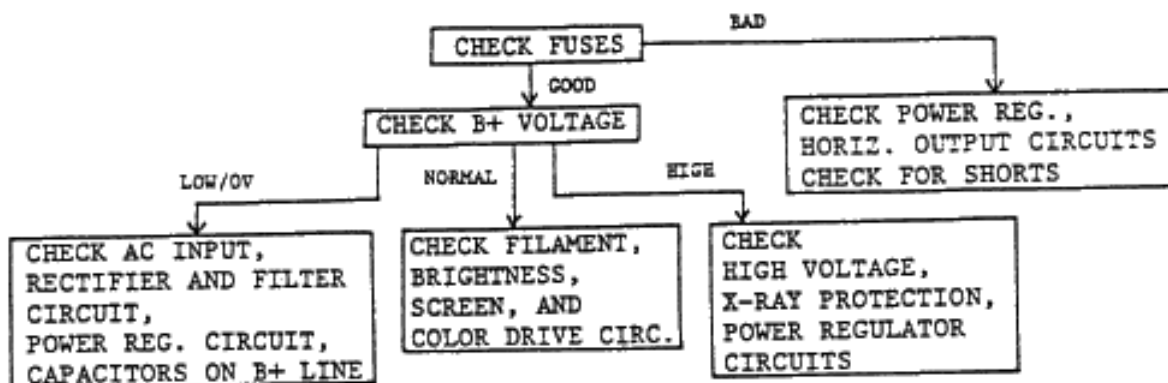 CHECK FUSES
BAD
GOOD
CHECK B+ VOLTAGE
CHECK POWER REG.,
HORIZ. OUTPUT CIRCUITS
CHECK FOR SHORTS
LOW/0V
NORMAL
HIGH
CHECK AC INPUT,
RECTIFIER AND FILTER
CIRCUIT,
POWER REG. CIRCUIT,
CAPACITORS ON B+ LINE
CHECK FILAMENT,
BRIGHTNESS,
SCREEN, AND
COLOR DRIVE CIRC.
CHECK
HIGH VOLTAGE,
X-RAY PROTECTION,
POWER REGULATOR
CIRCUITS